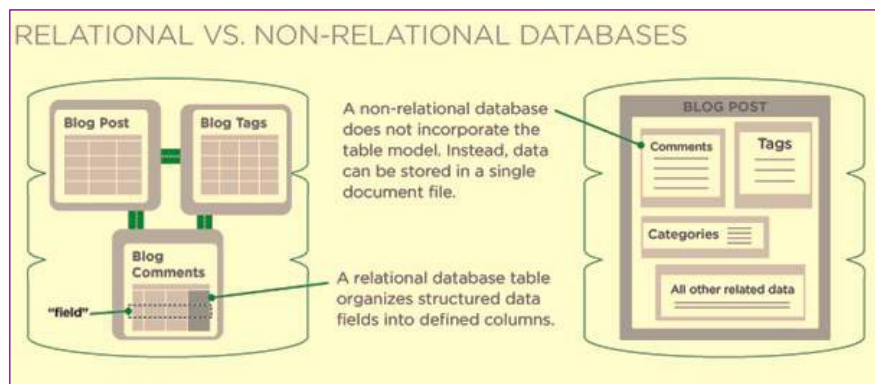 RELATIONAL VS. NON-RELATIONAL DATABASES
Blog Post
Blog Tags
Blog
Comments
"field"
A non-relational database
does not incorporate the
table model. Instead, data
can be stored in a single
document file.
A relational database table
organizes structured data
fields into defined columns.
BLOG POST
Comments
Tags
Categories
All other related data